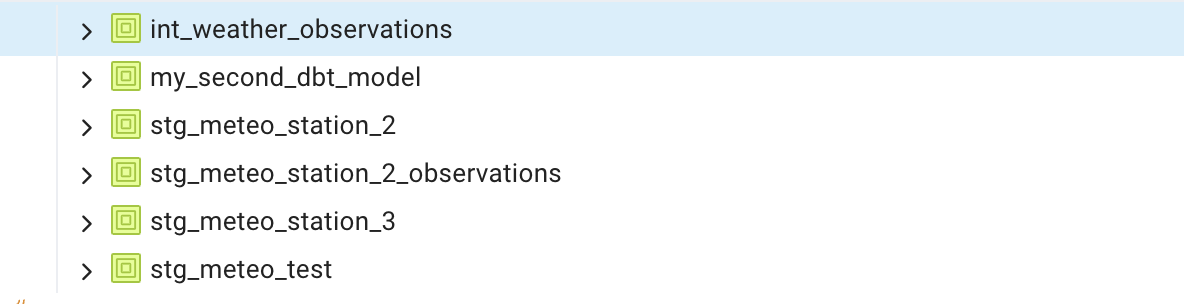 int_weather_observations
my_second_dbt_model
stg_meteo_station_2
stg_meteo_station_2_observations
stg_meteo_station_3
stg_meteo_test